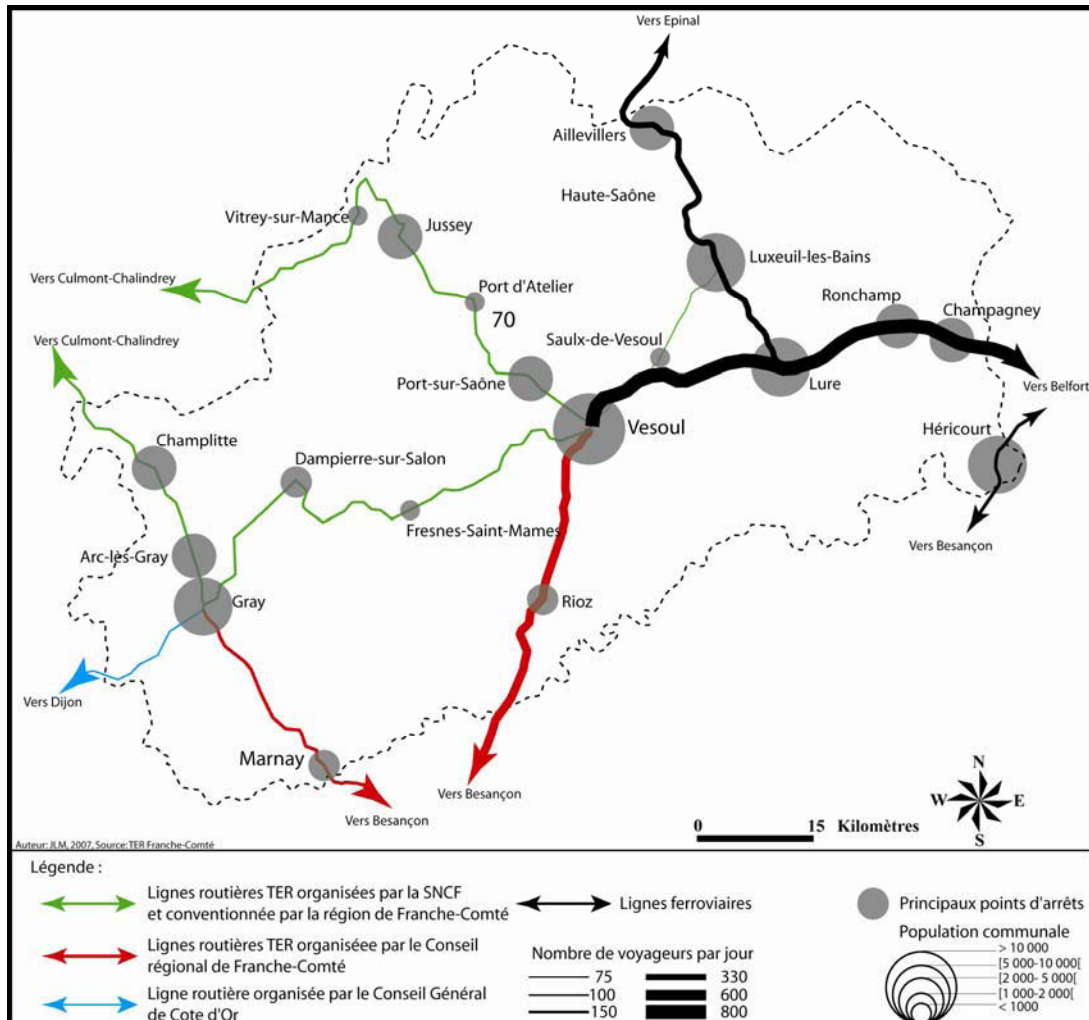 Vers Epinal
Aillevillers
Haute-Saône
Vitrey-sur-Mance
Jussey
Luxeuil-les-Bains
Vers Culmont-Chalindrey
Port d'Atelier
70
Ronchamp
Champagney
Vers Culmont-Chalindrey
Saulx-de-Vesoul
Port-sur-Saône
Lure
Vers Belfort
Vesoul
Héricourt
Champlitte
Dampierre-sur-Salon
Fresnes-Saint-Mames
Vers Besançon
Arc-lès-Gray
Gray
Rioz
Vers Dijon
Marnay
Vers Besançon
Vers Besançon
N
W E
S
0 15 Kilomètres
Auteur: JLM, 2007, Source: TER Franche-Comté
Légende :
Lignes routières TER organisées par la SNCF
et conventionnée par la région de Franche-Comté
Lignes routières TER organiséee par le Conseil
régional de Franche-Comté
Ligne routière organisée par le Conseil Général
de Cote d'Or
Lignes ferroviaires
Nombre de voyageurs par jour
75 330
100 600
150 800
Principaux points d'arrêts
Population communale
> 10 000
[5 000-10 000[
[2 000- 5 000[
[1 000-2 000[
< 1000